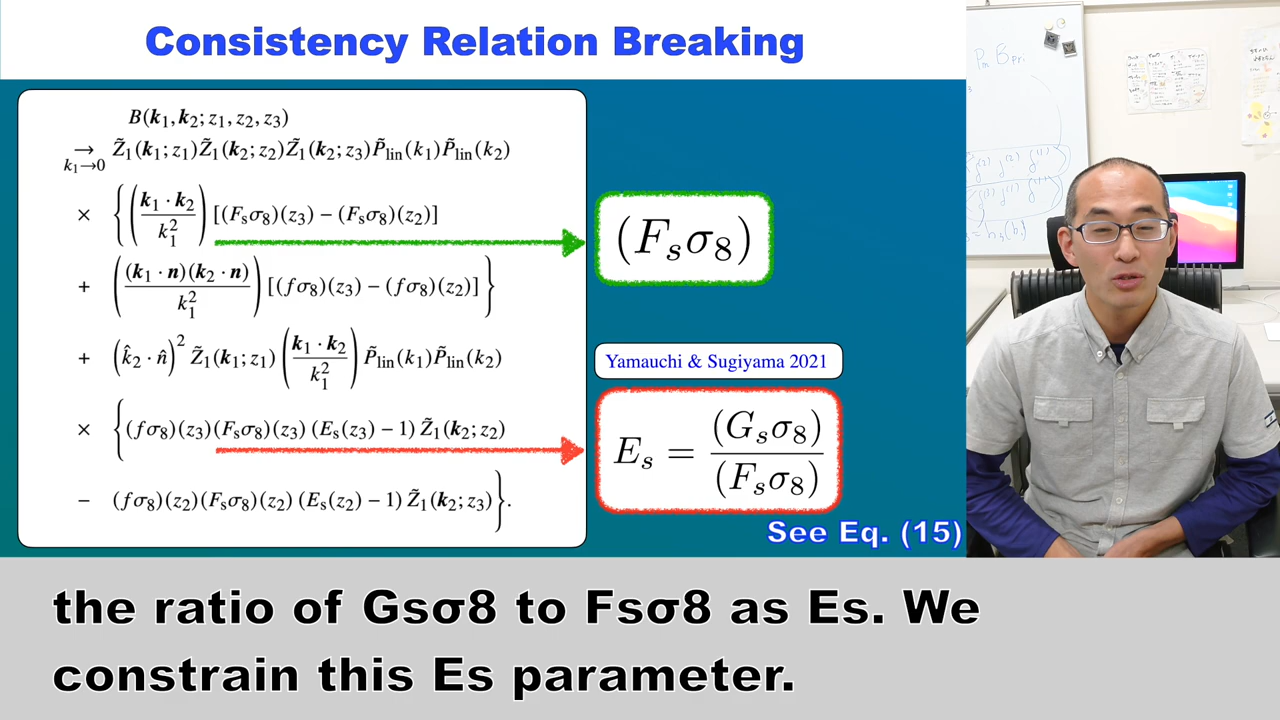 Consistency Relation Breaking
B(k₁, k₂; z₁, z₂, z₃)
→ Z̃₁(k₁; z₁)Z̃₁(k₂; z₂)Z̃₁(k₂; z₃)P̃lin(k₁)P̃lin(k₂)
k₁→0
× { (k₁ · k₂ / k₁²) [(Fₛσ₈)(z₃) − (Fₛσ₈)(z₂)]
+ ((k₁ · n)(k₂ · n) / k₁²) [(fσ₈)(z₃) − (fσ₈)(z₂)] }
+ (k̂₂ · n̂)² Z̃₁(k₁; z₁) (k₁ · k₂ / k₁²) P̃lin(k₁)P̃lin(k₂)
× { (fσ₈)(z₃)(Fₛσ₈)(z₃) (Eₛ(z₃) − 1) Z̃₁(k₂; z₂)
− (fσ₈)(z₂)(Fₛσ₈)(z₂) (Eₛ(z₂) − 1) Z̃₁(k₂; z₃) }.
(Fₛσ₈)
Yamauchi & Sugiyama 2021
Eₛ = (Gₛσ₈) / (Fₛσ₈)
See Eq. (15)
the ratio of Gsσ8 to Fsσ8 as Es. We
constrain this Es parameter.